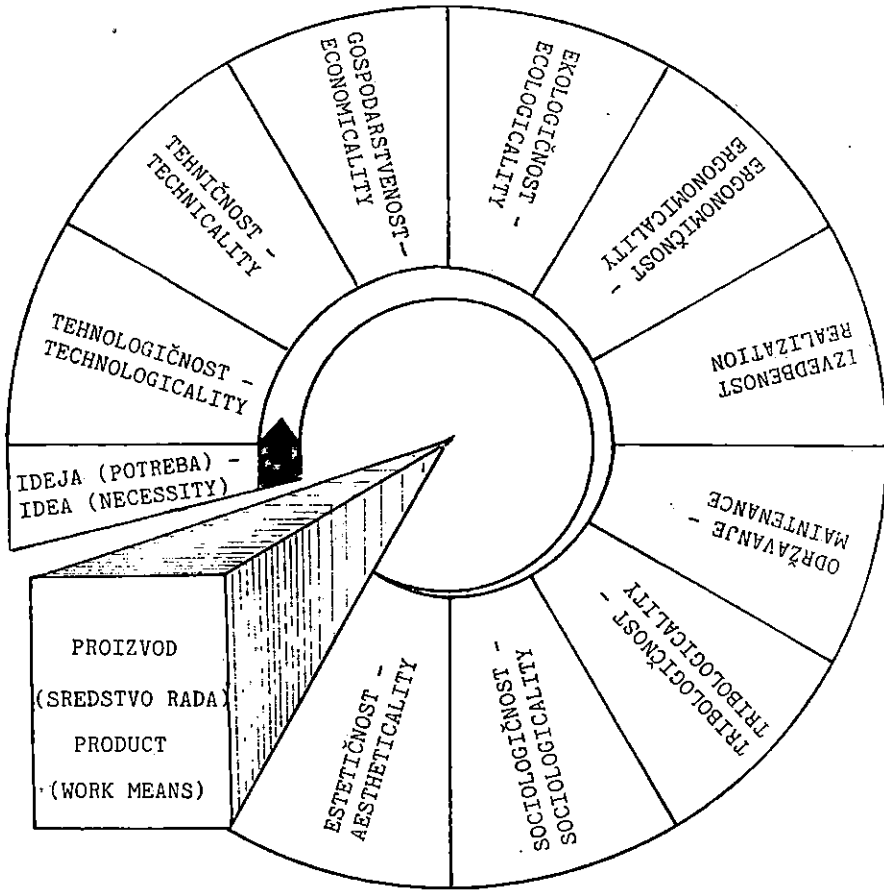 IDEJA (POTREBA) –
IDEA (NECESSITY)
TEHNOLOGIČNOST –
TECHNOLOGICALITY
TEHNIČNOST –
TECHNICALITY
GOSPODARSTVENOST–
ECONOMICALITY
EKOLOGIČNOST –
ECOLOGICALITY
ERGONOMIČNOST –
ERGONOMICALITY
IZVEDBENOST
REALIZATION
ODRŽAVANJE –
MAINTENANCE
TRIBOLOGIČNOST –
TRIBOLOGICALITY
SOCIOLOGIČNOST –
SOCIOLOGICALITY
ESTETIČNOST –
AESTHETICALITY
PROIZVOD
(SREDSTVO RADA)
PRODUCT
(WORK MEANS)